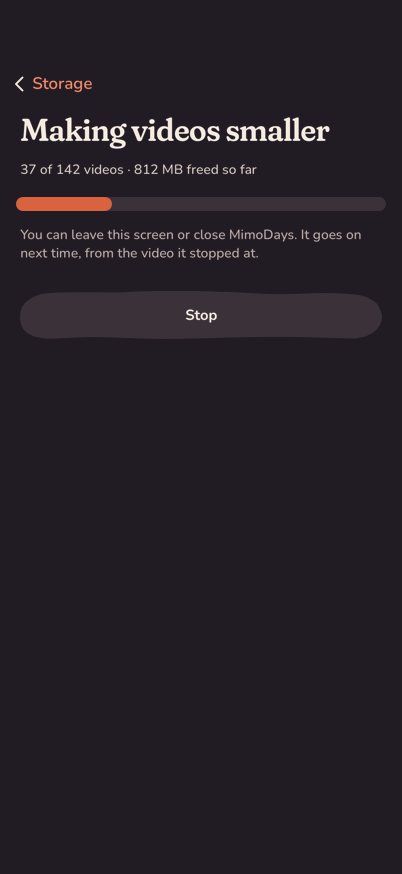 Storage
Making videos smaller
37 of 142 videos · 812 MB freed so far
You can leave this screen or close MimoDays. It goes on
next time, from the video it stopped at.
Stop